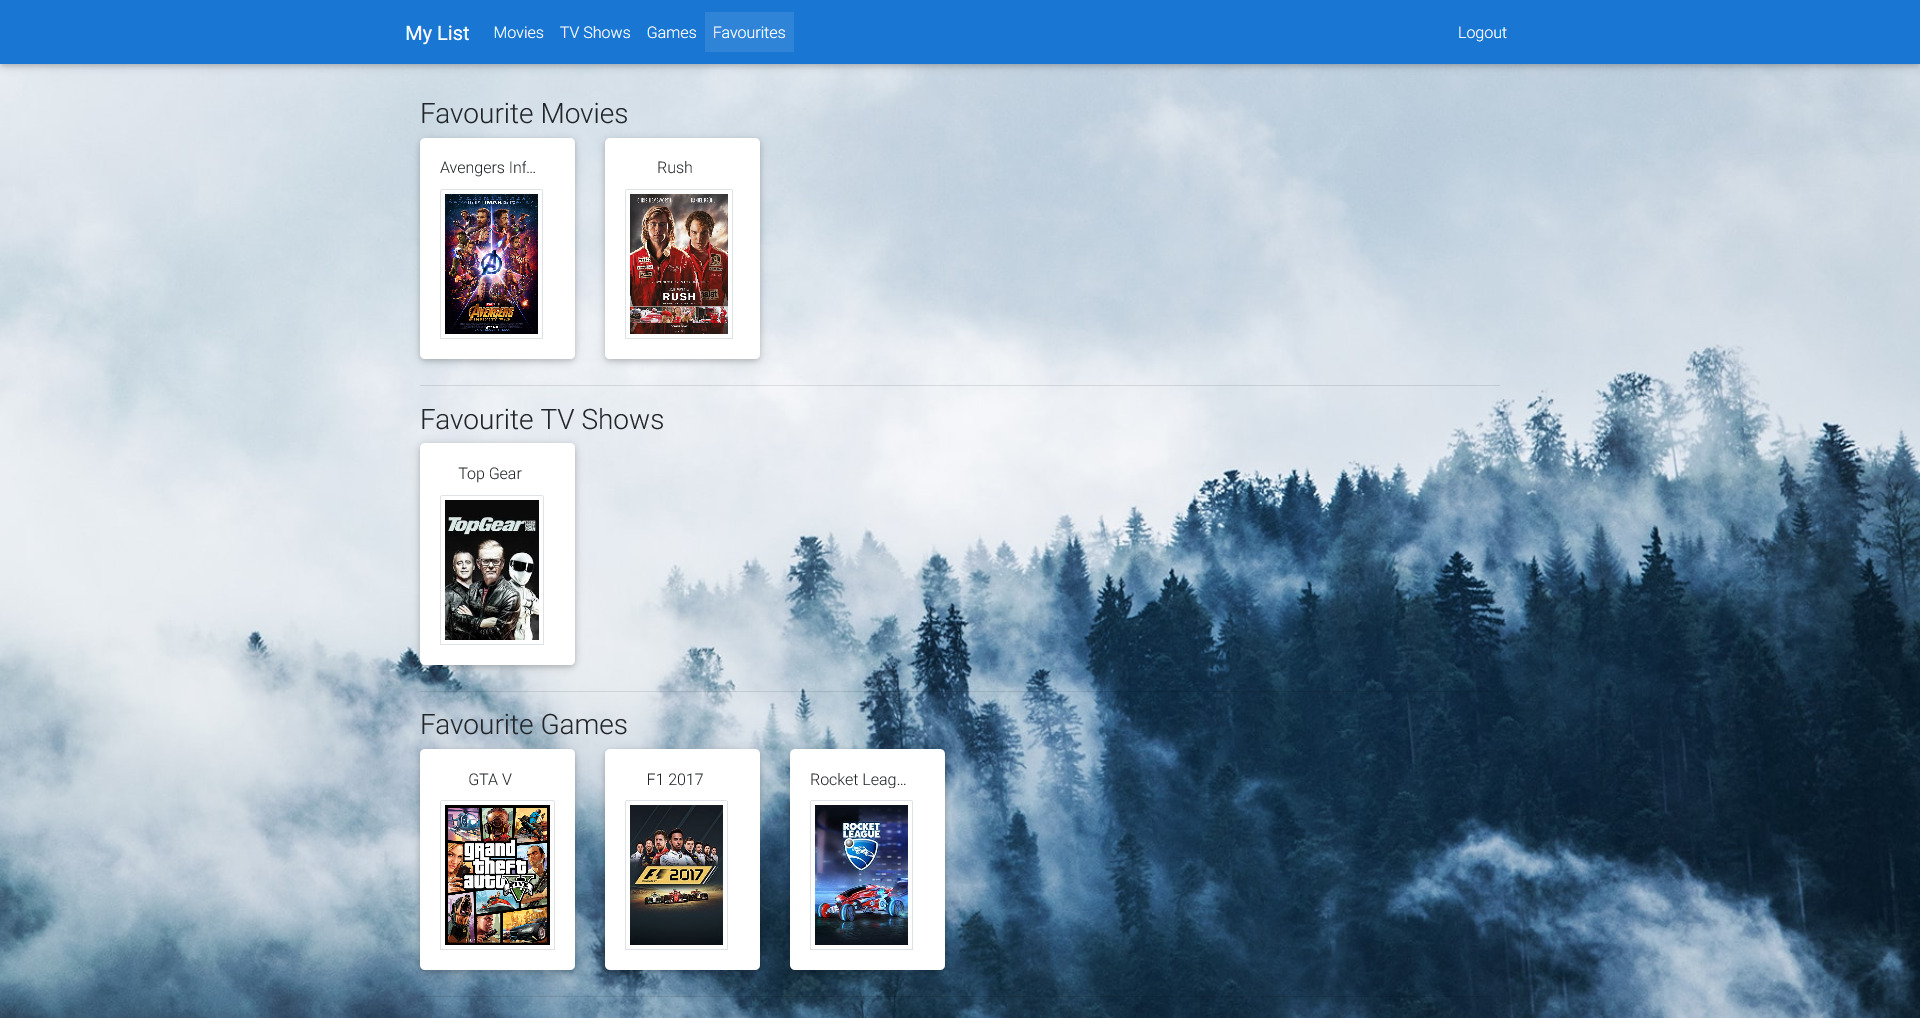 My List Movies TV Shows Games Favourites Logout
Favourite Movies
Avengers Inf... Rush
AVENGERS
RUSH
Favourite TV Shows
Top Gear
TopGear
Favourite Games
GTA V F1 2017 Rocket Leag...
grand
theft
auto
V
F1 2017
ROCKET
LEAGUE